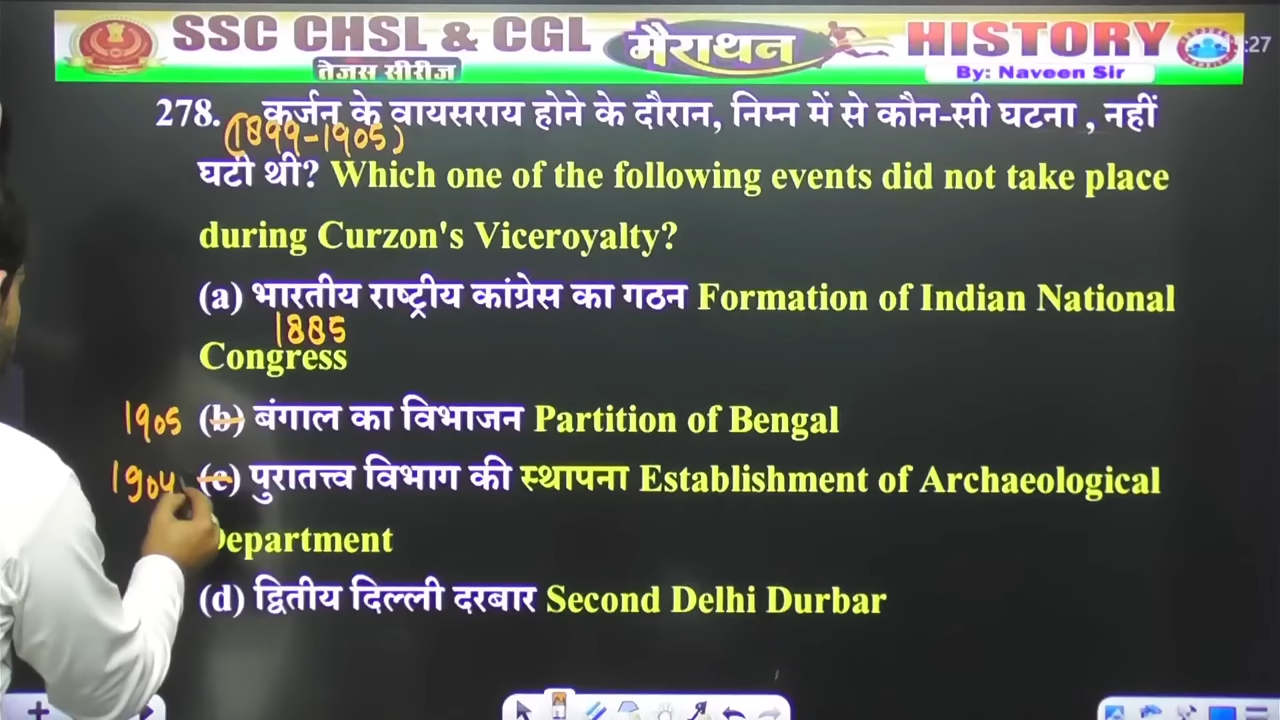 SSC CHSL & CGL मैराथन HISTORY :27
तेजस सीरीज By: Naveen Sir
278. कर्जन के वायसराय होने के दौरान, निम्न में से कौन-सी घटना , नहीं
(1899-1905)
घटी थी? Which one of the following events did not take place
during Curzon's Viceroyalty?
(a) भारतीय राष्ट्रीय कांग्रेस का गठन Formation of Indian National
1885
Congress
1905 (b) बंगाल का विभाजन Partition of Bengal
1904 (c) पुरातत्त्व विभाग की स्थापना Establishment of Archaeological
Department
(d) द्वितीय दिल्ली दरबार Second Delhi Durbar